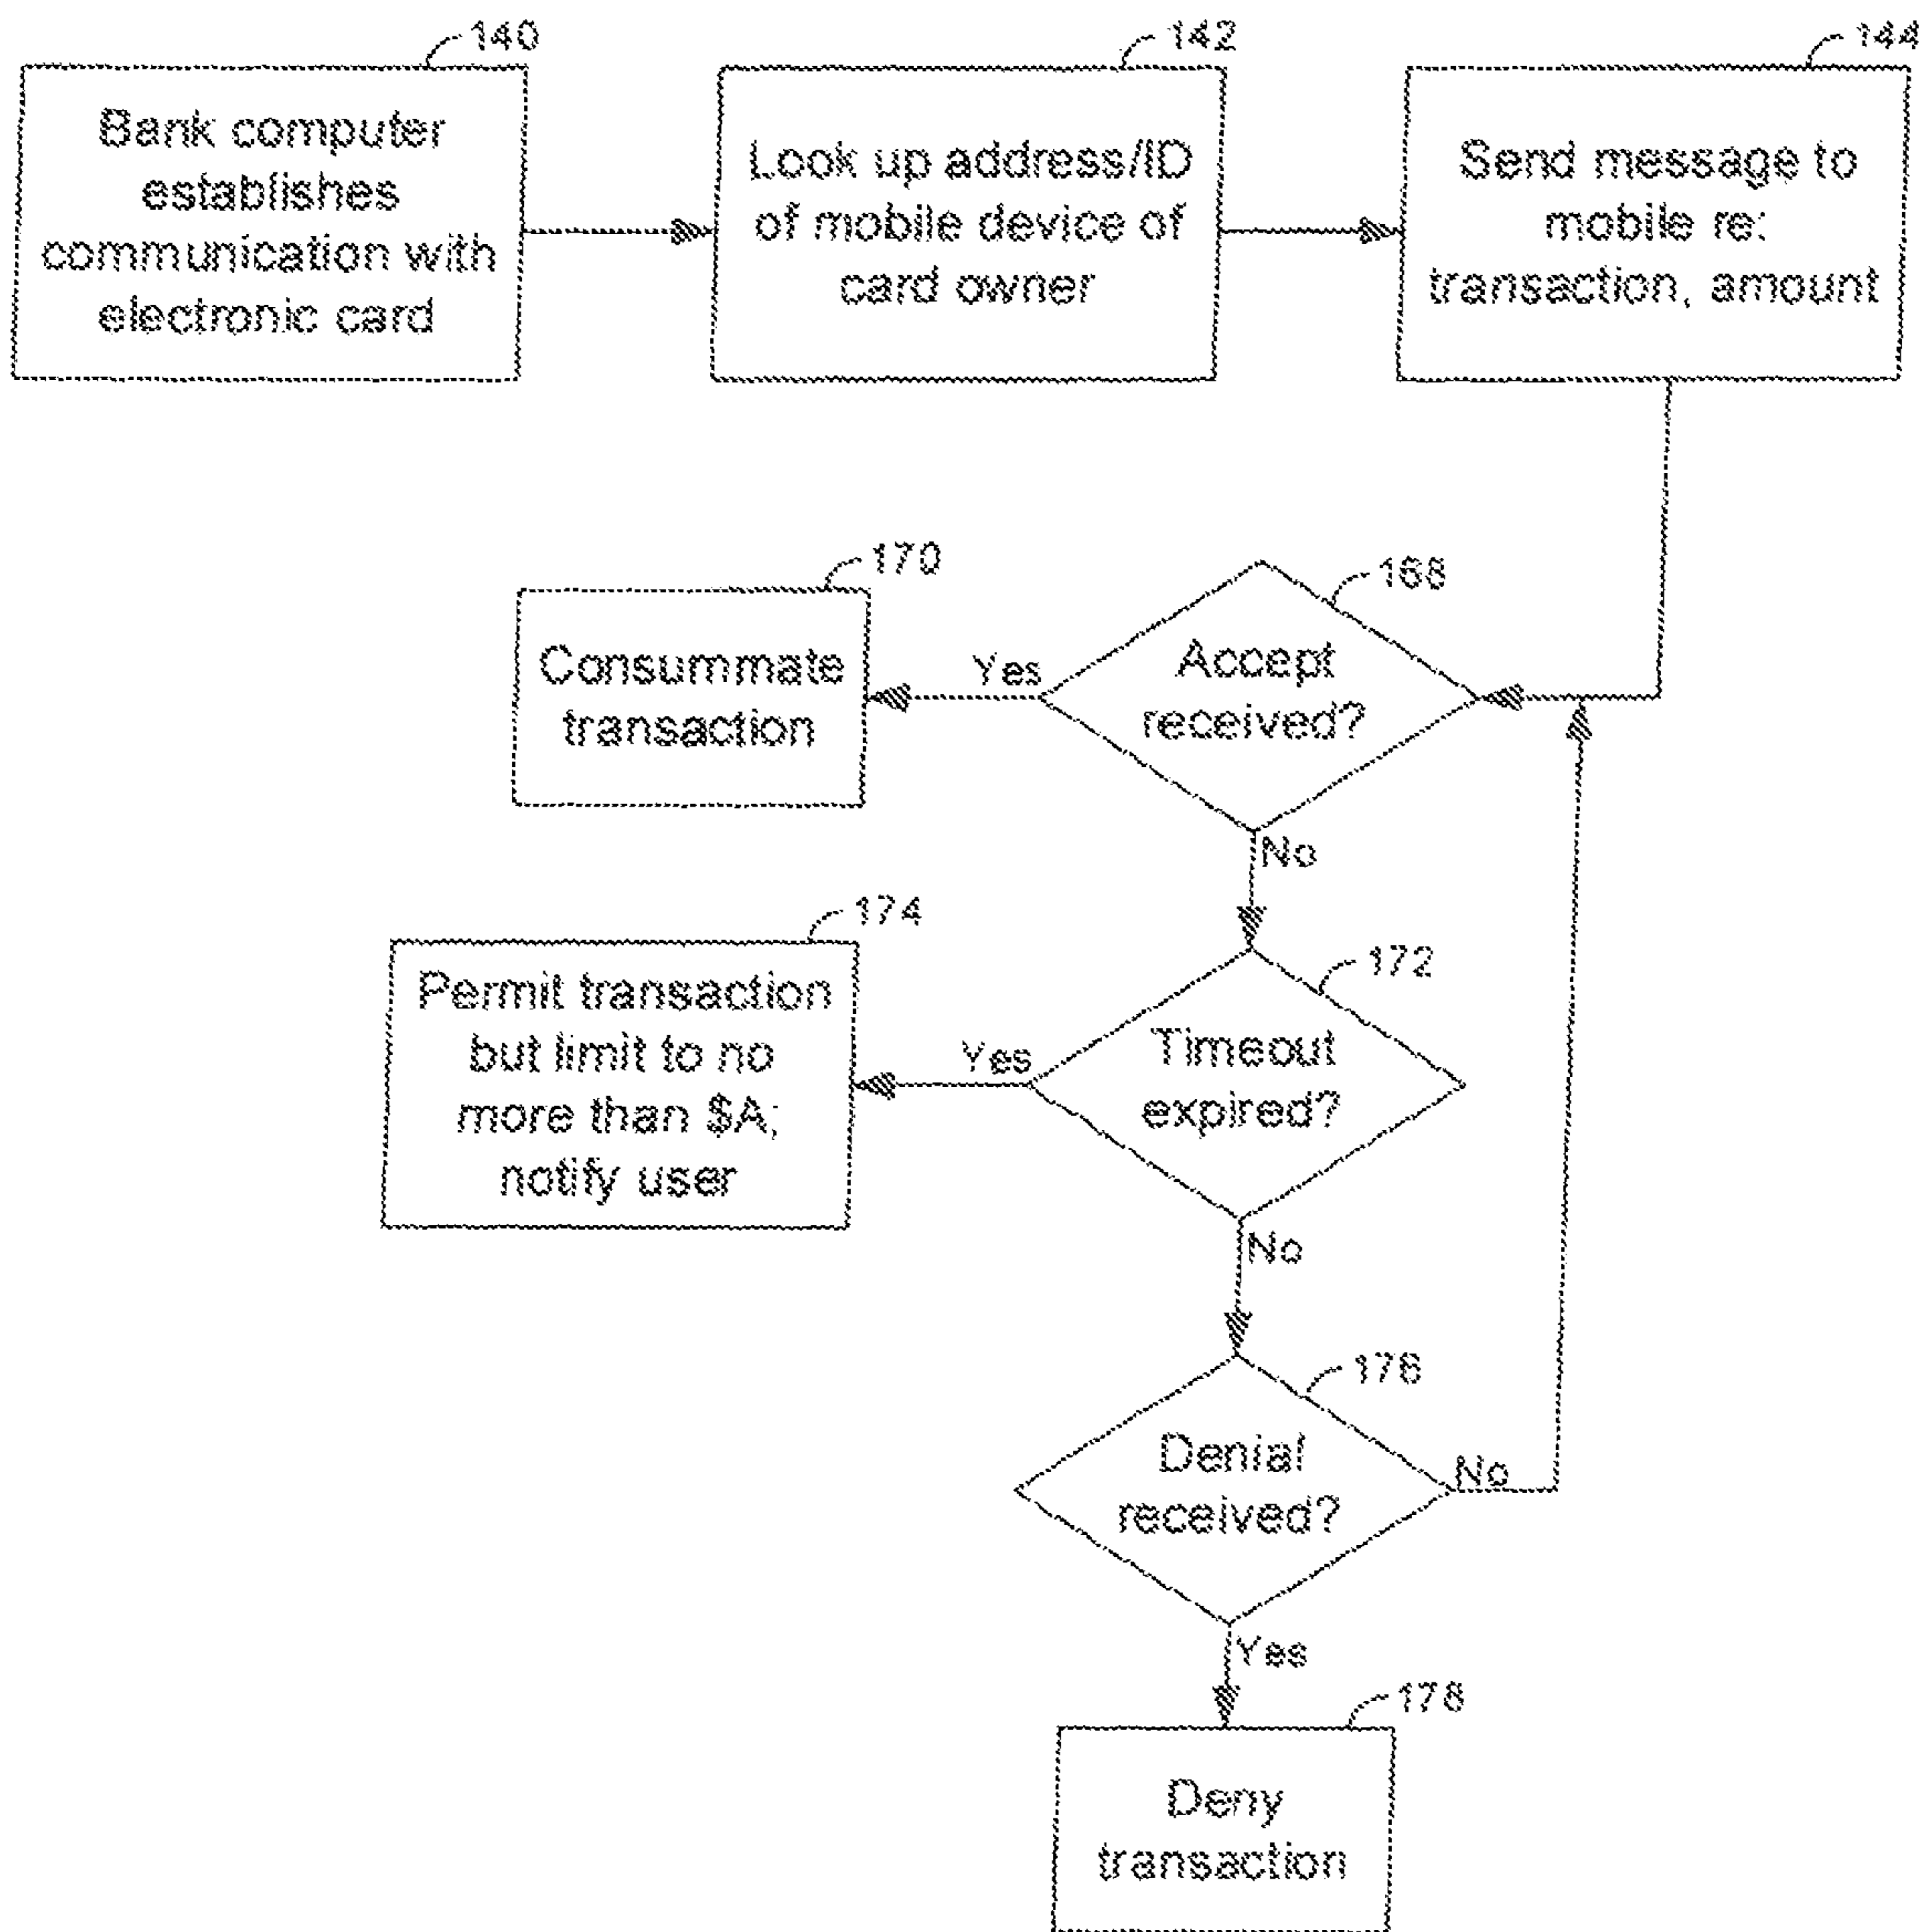 140
Bank computer
establishes
communication with
electronic card
142
Look up address/ID
of mobile device of
card owner
144
Send message to
mobile re:
transaction, amount
170
Consummate
transaction
Yes
168
Accept
received?
No
174
Permit transaction
but limit to no
more than $A;
notify user
Yes
172
Timeout
expired?
No
176
Denial
received?
No
Yes
178
Deny
transaction